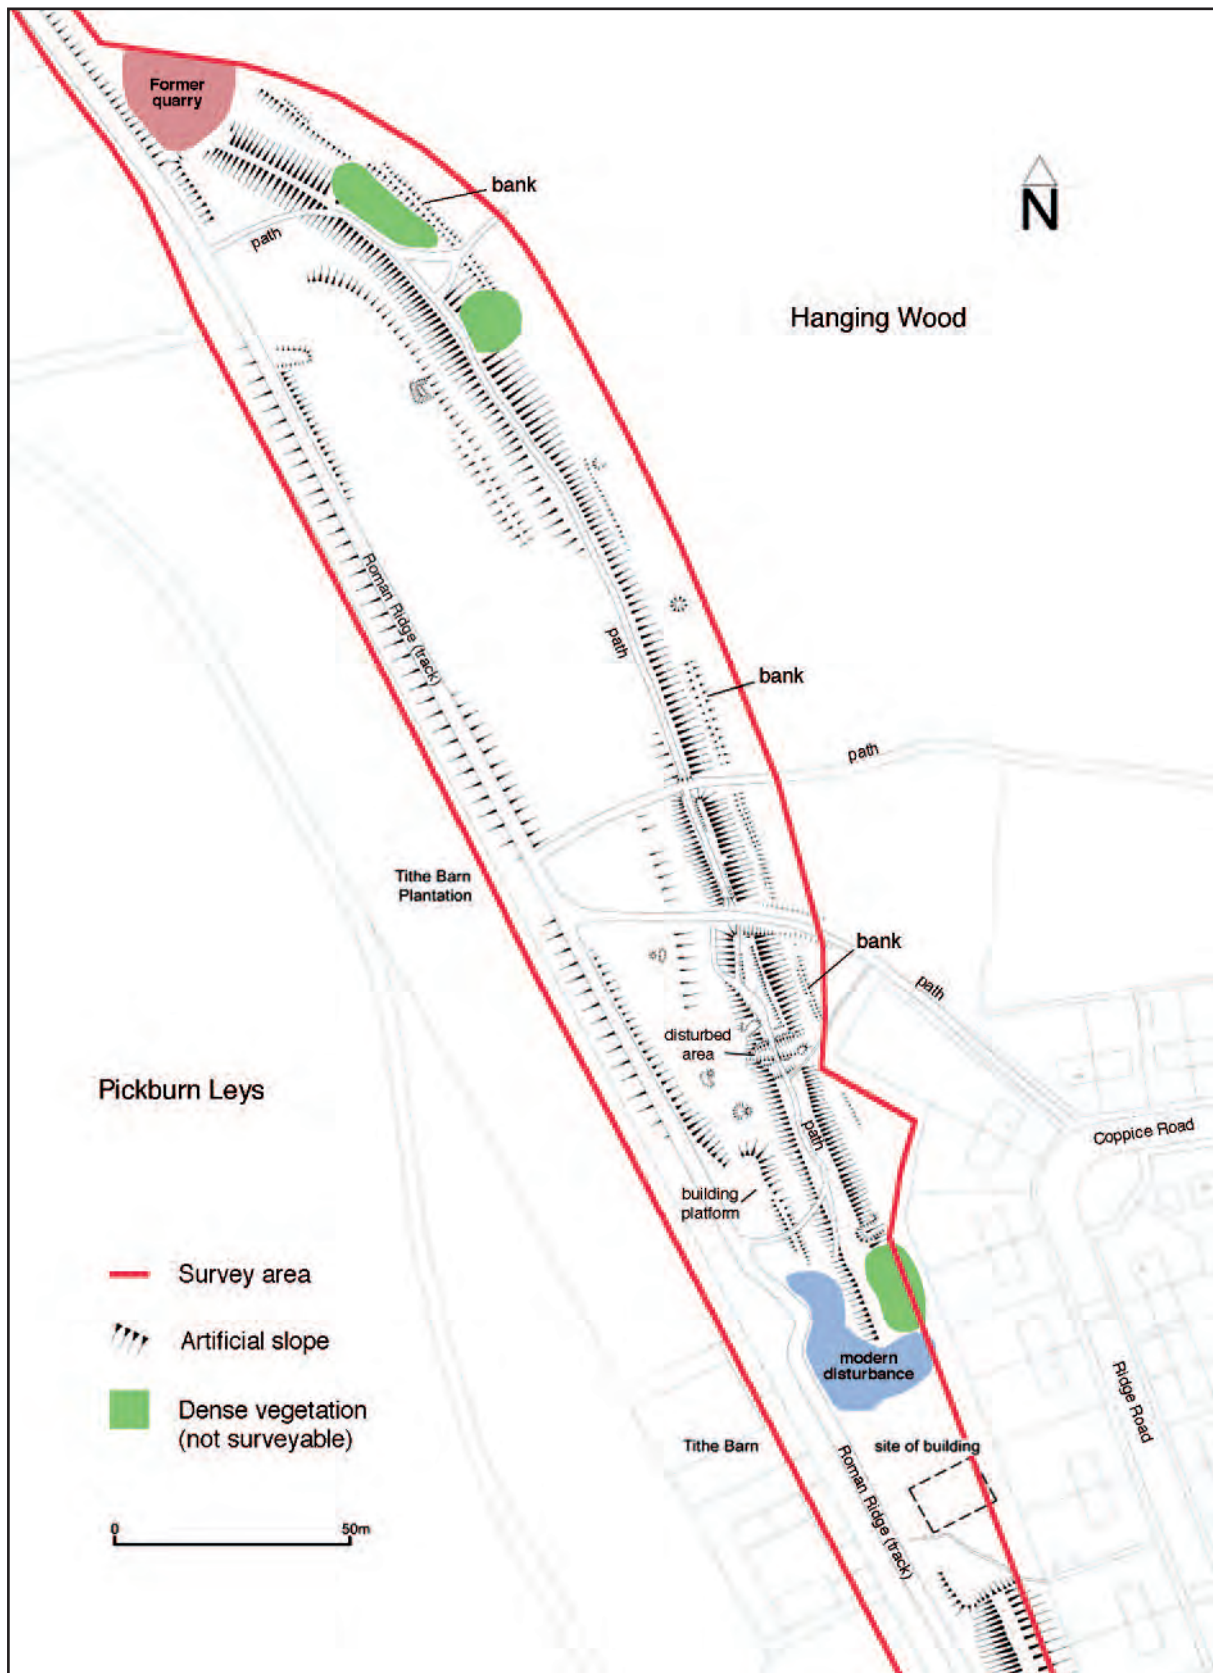 Former
quarry
bank
N
path
Hanging Wood
Roman Ridge (track)
path
bank
path
Tithe Barn
Plantation
bank
path
disturbed
area
Pickburn Leys
path
Coppice Road
building
platform
Survey area
Artificial slope
modern
disturbance
Ridge Road
Dense vegetation
(not surveyable)
Tithe Barn
site of building
Roman Ridge (track)
0 50m